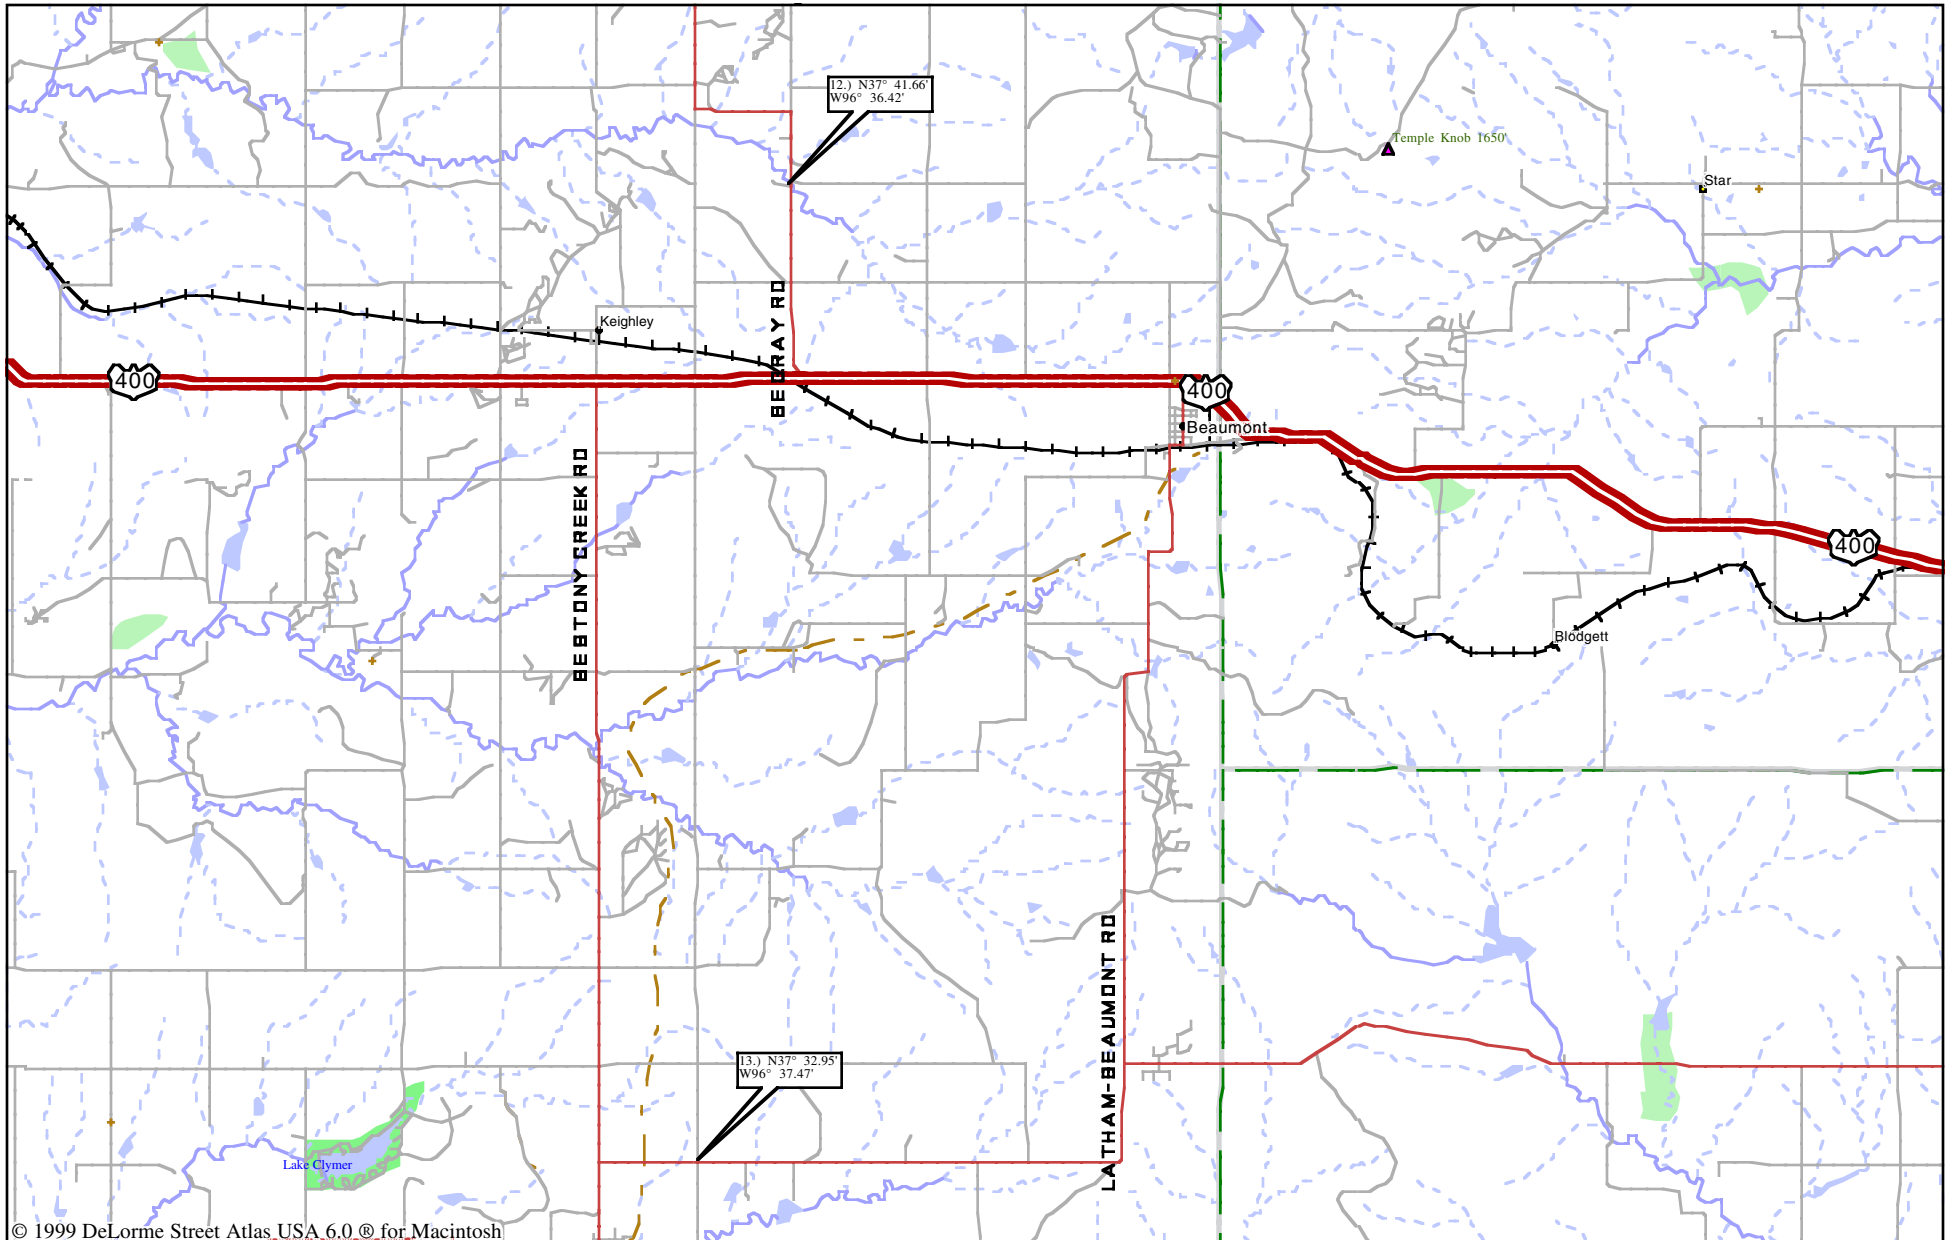 12.) N37° 41.66'
W96° 36.42'
Temple Knob 1650'
Star
BEGRAY RD
Keighley
400
400
Beaumont
BESTONY CREEK RD
400
Blodgett
LATHAM-BEAUMONT RD
13.) N37° 32.95'
W96° 37.47'
Lake Clymer
© 1999 DeLorme Street Atlas USA 6.0 ® for Macintosh